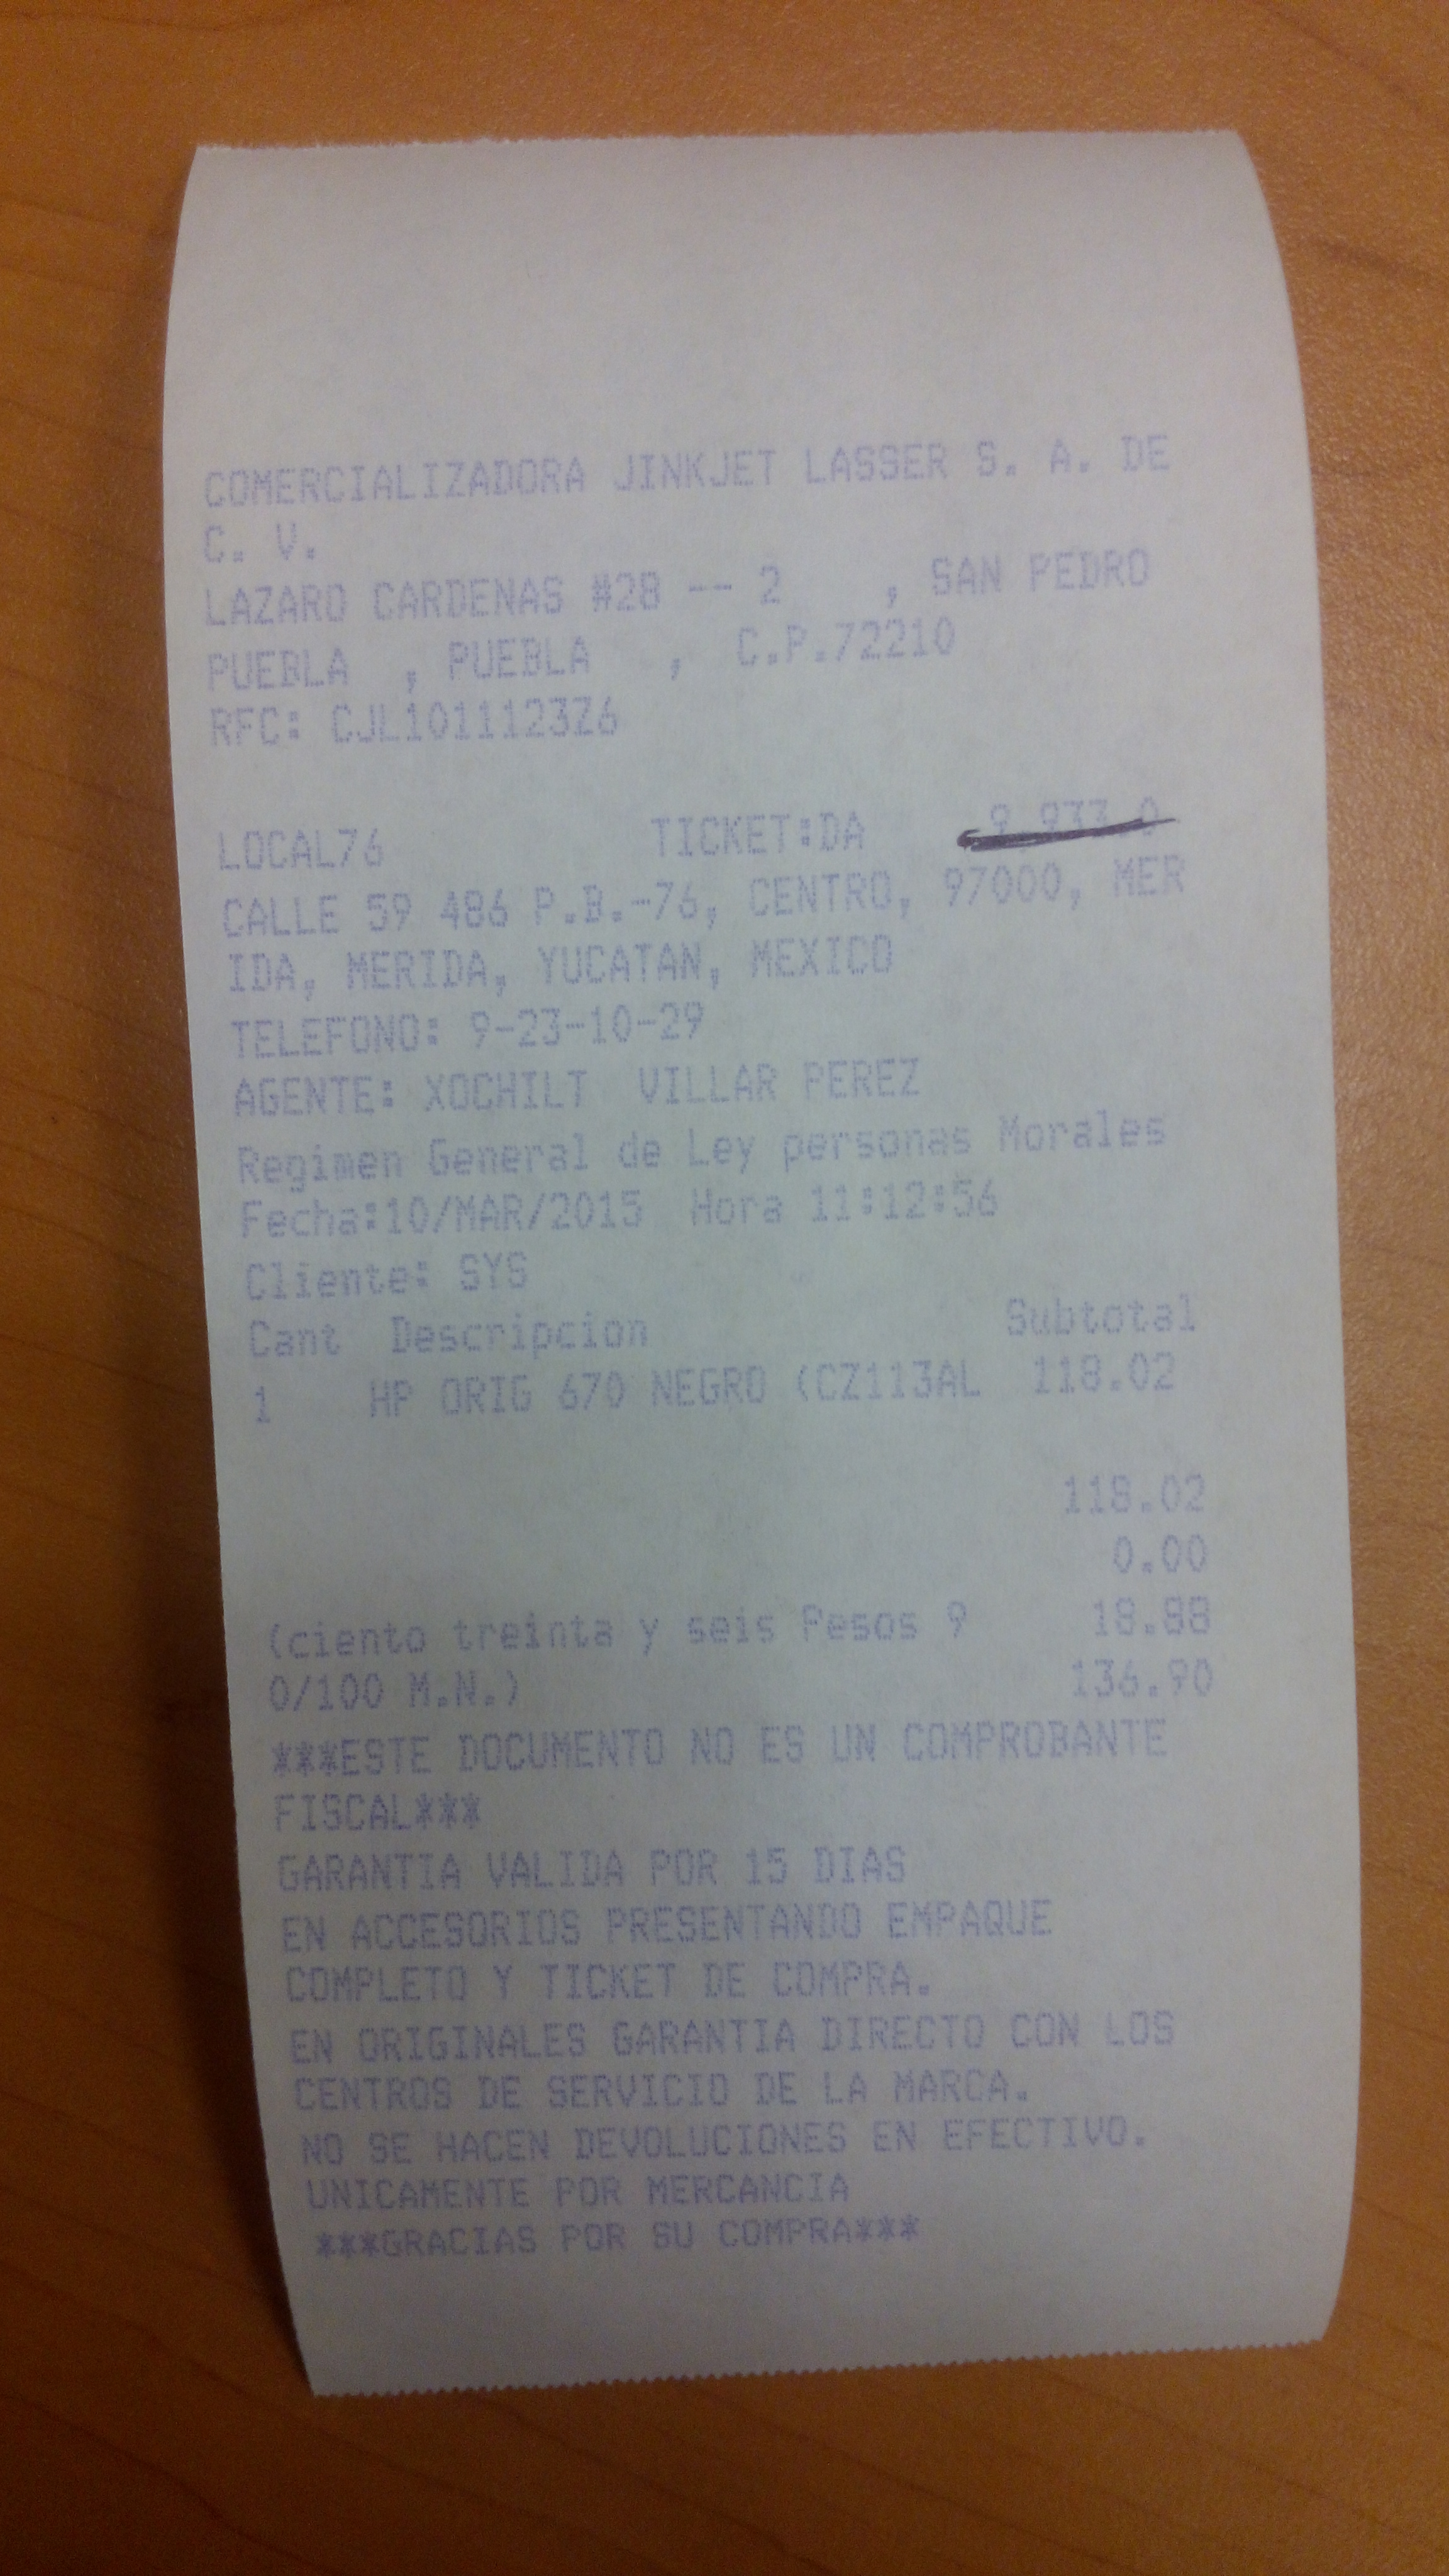 COMERCIALIZADORA JINKJET LASSER S. A. DE
C. V.
LAZARO CARDENAS #28 -- 2 , SAN PEDRO
PUEBLA , PUEBLA , C.P.72210
RFC: CJL1011123Z6
LOCAL76 TICKET:DA
CALLE 59 486 P.B.-76, CENTRO, 97000, MER
IDA, MERIDA, YUCATAN, MEXICO
TELEFONO: 9-23-10-29
AGENTE: XOCHILT VILLAR PEREZ
Regimen General de Ley personas Morales
Fecha:10/MAR/2015 Hora 11:12:56
Cliente: SYS
Cant Descripcion Subtotal
1 HP ORIG 670 NEGRO (CZ113AL 118.02
118.02
0.00
(ciento treinta y seis Pesos 9 18.88
0/100 M.N.) 136.90
***ESTE DOCUMENTO NO ES UN COMPROBANTE
FISCAL***
GARANTIA VALIDA POR 15 DIAS
EN ACCESORIOS PRESENTANDO EMPAQUE
COMPLETO Y TICKET DE COMPRA.
EN ORIGINALES GARANTIA DIRECTO CON LOS
CENTROS DE SERVICIO DE LA MARCA.
NO SE HACEN DEVOLUCIONES EN EFECTIVO.
UNICAMENTE POR MERCANCIA
***GRACIAS POR SU COMPRA***